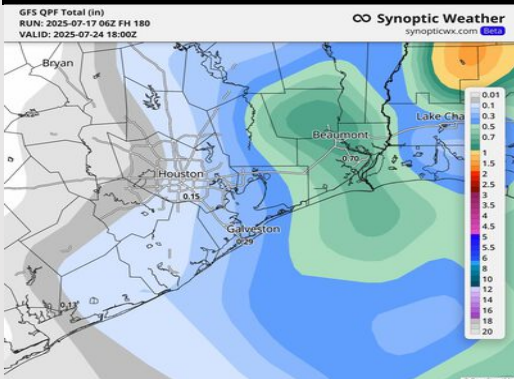 GFS QPF Total (in)
RUN: 2025-07-17 06Z FH 180
VALID: 2025-07-24 18:00Z
Synoptic Weather
synopticwx.com Beta
Bryan
Lake Cha
Beaumont
0.70
Houston
0.15
Galveston
0.29
0.13
0.01
0.1
0.3
0.5
0.7
1
1.5
2
2.5
3
3.5
4
4.5
5
5.5
6
8
10
12
14
16
18
20